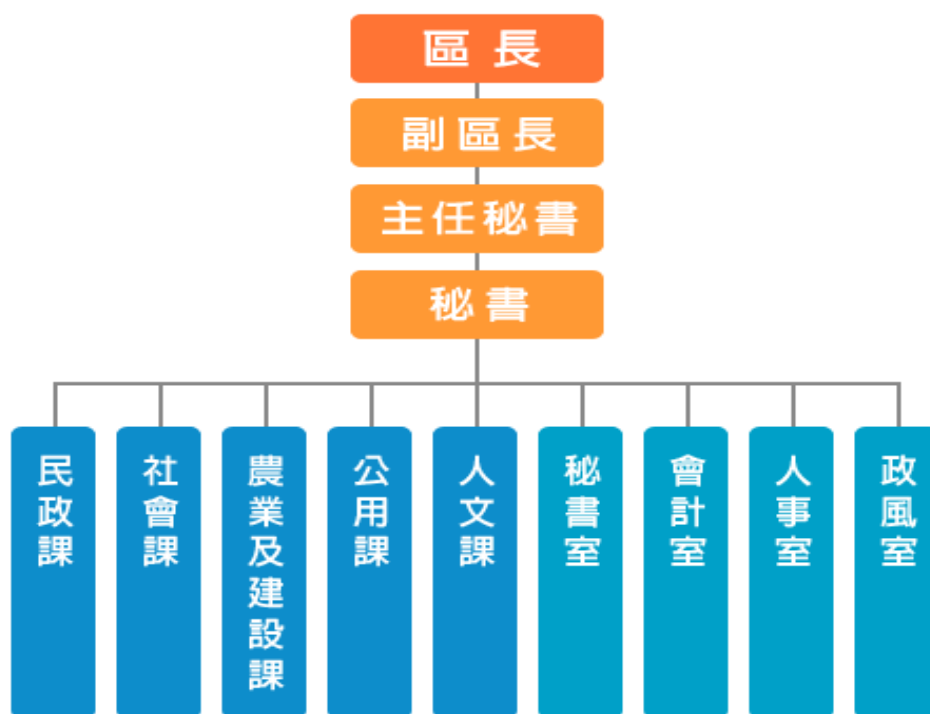 區長
副區長
主任秘書
秘書
民政課
社會課
農業及建設課
公用課
人文課
秘書室
會計室
人事室
政風室